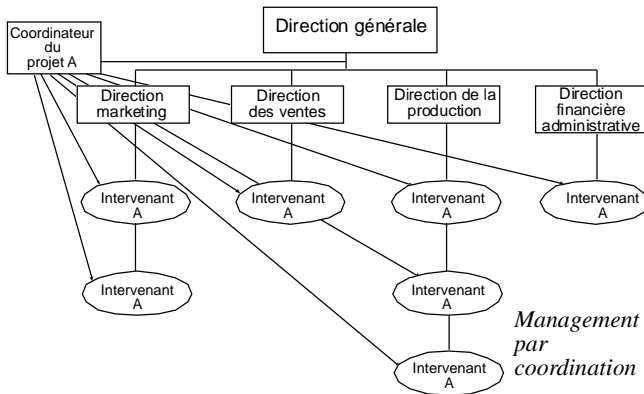 Coordinateur
du
projet A
Direction générale
Direction
marketing
Direction
des ventes
Direction de la
production
Direction
financière
administrative
Intervenant
A
Intervenant
A
Intervenant
A
Intervenant
A
Intervenant
A
Intervenant
A
Intervenant
A
Management
par
coordination